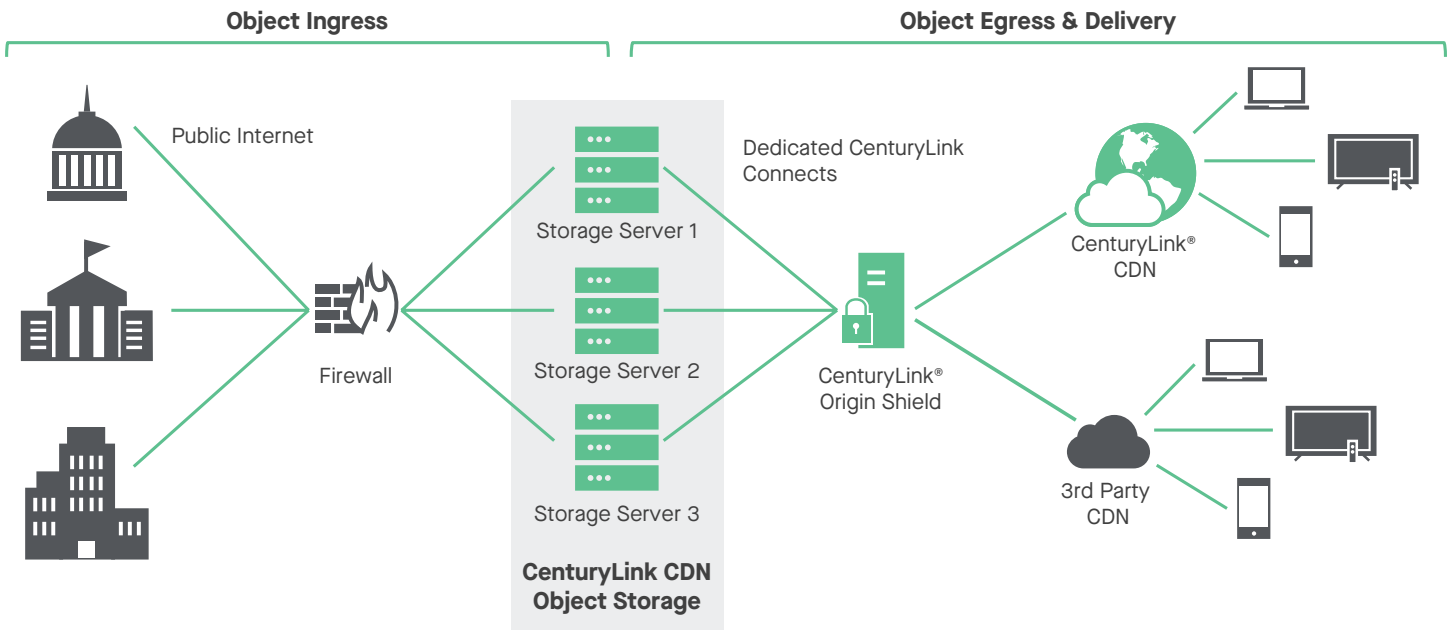 Object Ingress
Object Egress & Delivery
Public Internet
Firewall
Storage Server 1
Storage Server 2
Storage Server 3
CenturyLink CDN
Object Storage
Dedicated CenturyLink
Connects
CenturyLink®
Origin Shield
CenturyLink®
CDN
3rd Party
CDN